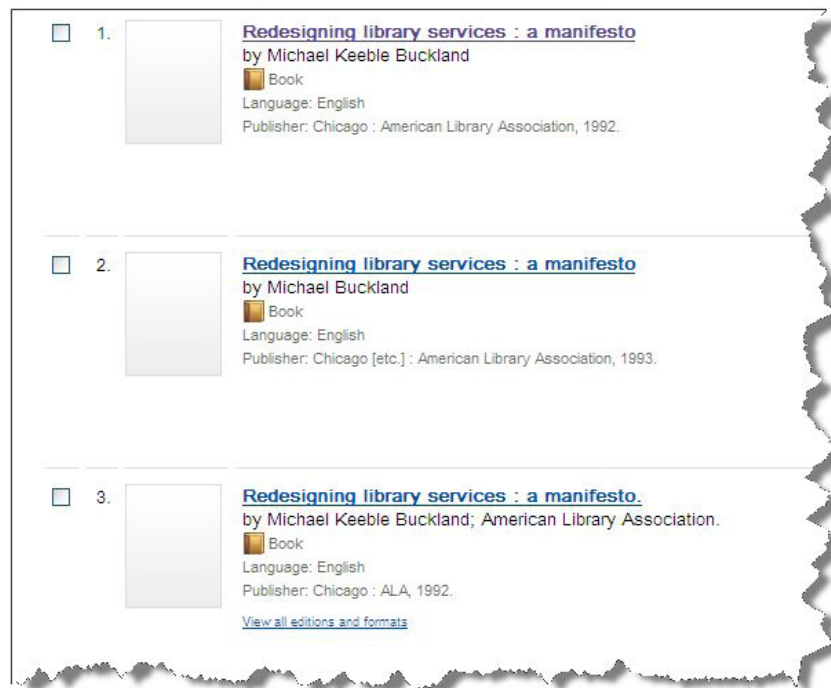 1. Redesigning library services : a manifesto
by Michael Keeble Buckland
Book
Language: English
Publisher: Chicago : American Library Association, 1992.
2. Redesigning library services : a manifesto
by Michael Buckland
Book
Language: English
Publisher: Chicago [etc.] : American Library Association, 1993.
3. Redesigning library services : a manifesto.
by Michael Keeble Buckland; American Library Association.
Book
Language: English
Publisher: Chicago : ALA, 1992.
View all editions and formats